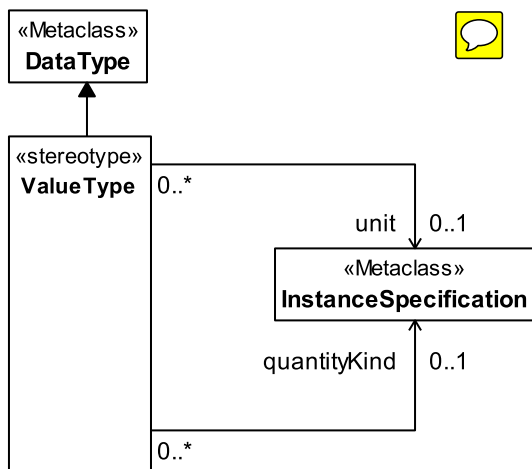 «Metaclass»
DataType
«stereotype»
ValueType
0..*
unit 0..1
«Metaclass»
InstanceSpecification
quantityKind 0..1
0..*